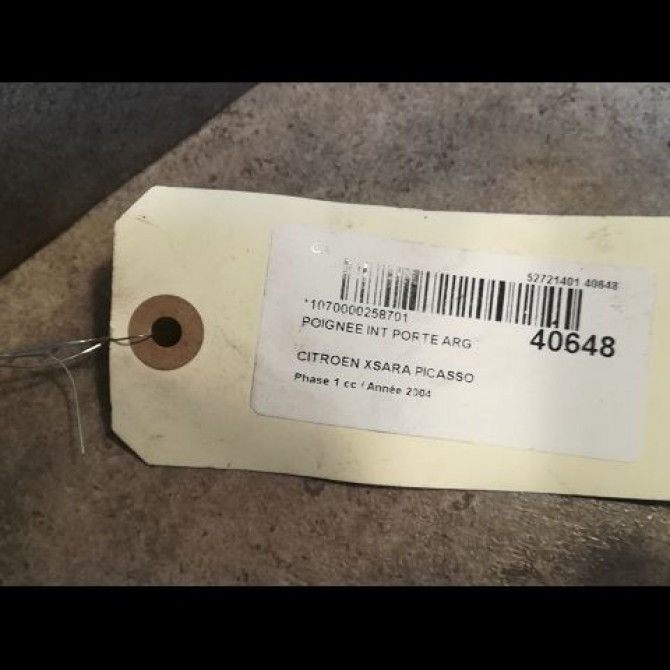 52721401 40648
*1070000258701
POIGNEE INT PORTE ARG
40648
CITROEN XSARA PICASSO
Phase 1 cc / Année 2004